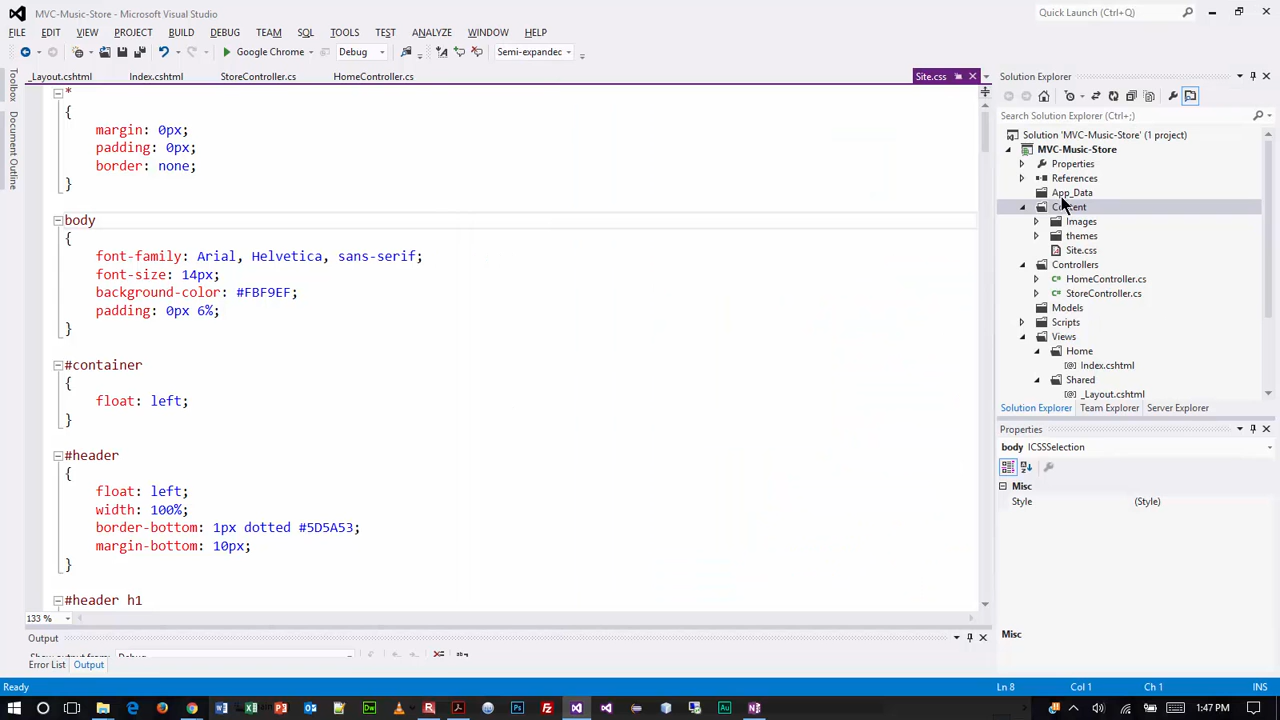 MVC-Music-Store - Microsoft Visual Studio
Quick Launch (Ctrl+Q)
FILE EDIT VIEW PROJECT BUILD DEBUG TEAM SQL TOOLS TEST ANALYZE WINDOW HELP
Google Chrome Debug Semi-expandec
Toolbox
Document Outline
_Layout.cshtml Index.cshtml StoreController.cs HomeController.cs Site.css
*
{
margin: 0px;
padding: 0px;
border: none;
}
body
{
font-family: Arial, Helvetica, sans-serif;
font-size: 14px;
background-color: #FBF9EF;
padding: 0px 6%;
}
#container
{
float: left;
}
#header
{
float: left;
width: 100%;
border-bottom: 1px dotted #5D5A53;
margin-bottom: 10px;
}
#header h1
133 %
Output
Error List Output
Solution Explorer
Search Solution Explorer (Ctrl+;)
Solution 'MVC-Music-Store' (1 project)
MVC-Music-Store
Properties
References
App_Data
Content
Images
themes
Site.css
Controllers
HomeController.cs
StoreController.cs
Models
Scripts
Views
Home
Index.cshtml
Shared
_Layout.cshtml
Solution Explorer Team Explorer Server Explorer
Properties
body ICSSSelection
Misc
Style (Style)
Misc
Ready Ln 8 Col 1 Ch 1 INS
1:47 PM